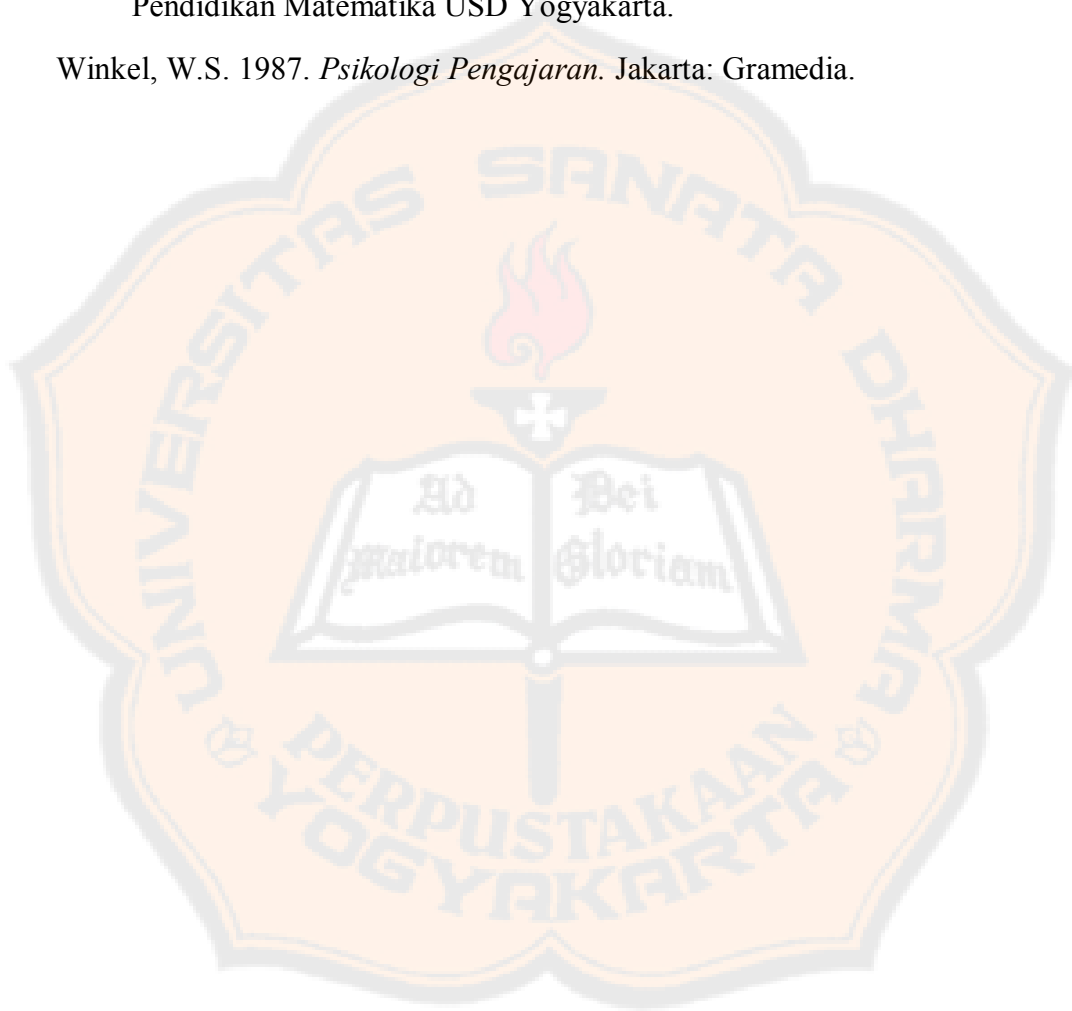 Pendidikan Matematika USD Yogyakarta.
Winkel, W.S. 1987. Psikologi Pengajaran. Jakarta: Gramedia.
UNIVERSITAS SANATA DHARMA
Ad Dei
Maiorem Gloriam
PERPUSTAKAAN
YOGYAKARTA